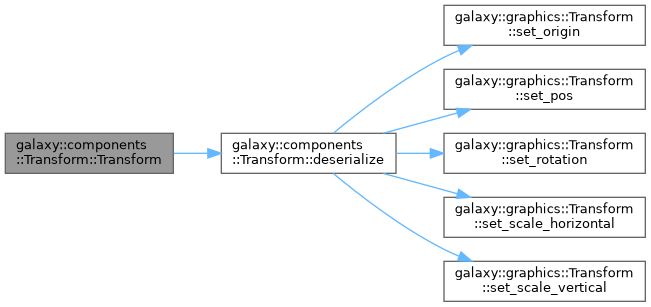 galaxy::components
::Transform::Transform
galaxy::components
::Transform::deserialize
galaxy::graphics::Transform
::set_origin
galaxy::graphics::Transform
::set_pos
galaxy::graphics::Transform
::set_rotation
galaxy::graphics::Transform
::set_scale_horizontal
galaxy::graphics::Transform
::set_scale_vertical